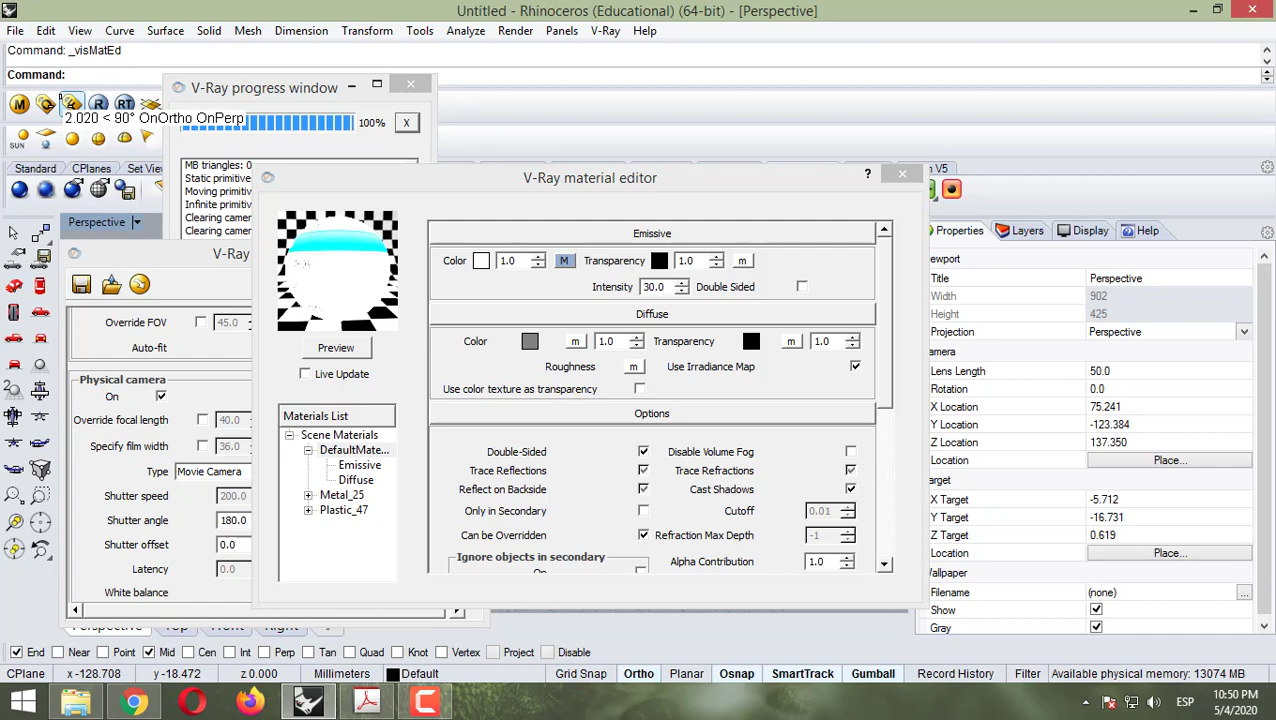 Untitled - Rhinoceros (Educational) (64-bit) - [Perspective]
File Edit View Curve Surface Solid Mesh Dimension Transform Tools Analyze Render Panels V-Ray Help
Command: _visMatEd
Command:
V-Ray progress window
2.020 < 90° OnOrtho OnPerp
100% X
SUN
MB triangles: 0
Static primitive
Moving primitiv
Infinite primitiv
Clearing camer
Clearing camer
Standard CPlanes Set Vie
n V5
Perspective
V-Ray
V-Ray material editor ?
Emissive
Color 1.0 M Transparency 1.0 m
Intensity 30.0 Double Sided
Diffuse
Color m 1.0 Transparency m 1.0
Roughness m Use Irradiance Map
Use color texture as transparency
Options
Double-Sided Disable Volume Fog
Trace Reflections Trace Refractions
Reflect on Backside Cast Shadows
Only in Secondary Cutoff 0.01
Can be Overridden Refraction Max Depth -1
Ignore objects in secondary
On Alpha Contribution 1.0
Preview
Live Update
Materials List
Scene Materials
DefaultMate...
Emissive
Diffuse
Metal_25
Plastic_47
Override FOV 45.0
Auto-fit
Physical camera
On
Override focal length 40.0
Specify film width 36.0
Type Movie Camera
Shutter speed 200.0
Shutter angle 180.0
Shutter offset 0.0
Latency 0.0
White balance
Properties Layers Display Help
ewport
Title Perspective
Width 902
Height 425
Projection Perspective
amera
Lens Length 50.0
Rotation 0.0
X Location 75.241
Y Location -123.384
Z Location 137.350
Location Place...
arget
X Target -5.712
Y Target -16.731
Z Target 0.619
Location Place...
allpaper
Filename (none) ...
Show
Gray
Perspective Top Front Right
End Near Point Mid Cen Int Perp Tan Quad Knot Vertex Project Disable
CPlane x -128.708 y -18.472 z 0.000 Millimeters Default Grid Snap Ortho Planar Osnap SmartTrack Gumball Record History Filter Available physical memory: 13074 MB
ESP
10:50 PM
5/4/2020